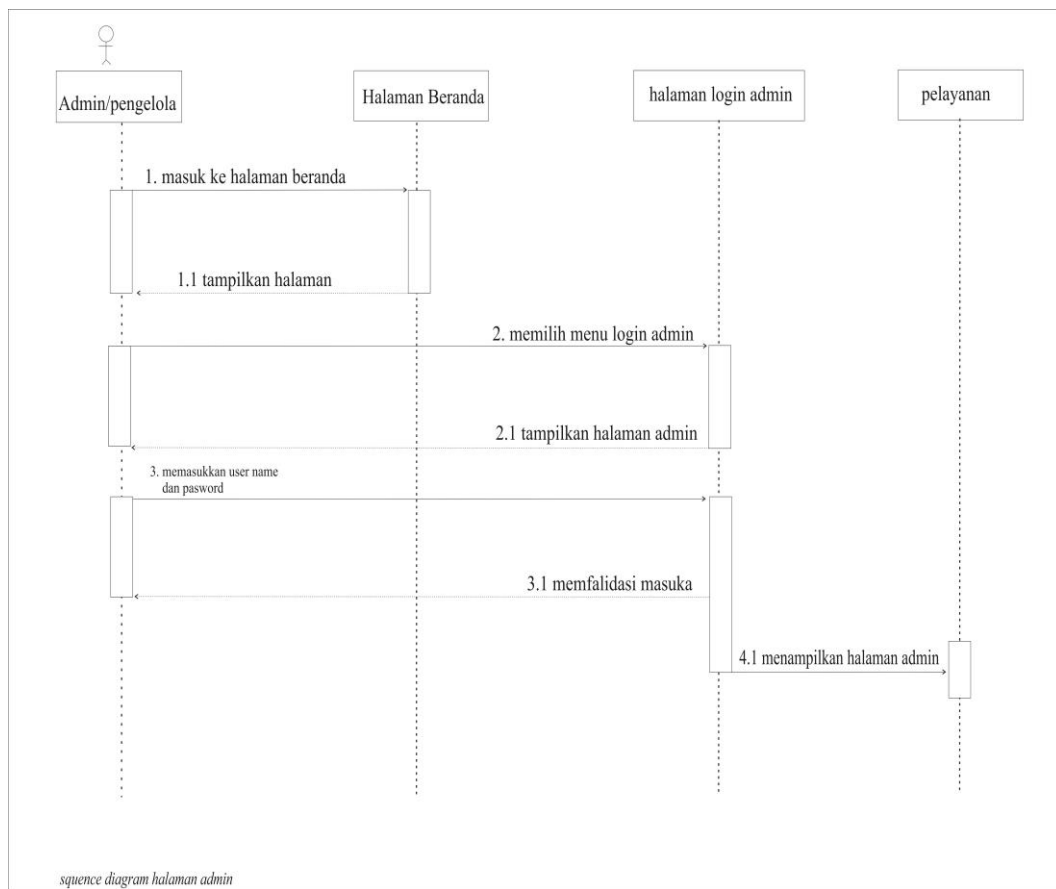 Admin/pengelola
Halaman Beranda
halaman login admin
pelayanan
1. masuk ke halaman beranda
1.1 tampilkan halaman
2. memilih menu login admin
2.1 tampilkan halaman admin
3. memasukkan user name
dan pasword
3.1 memfalidasi masuka
4.1 menampilkan halaman admin
squence diagram halaman admin